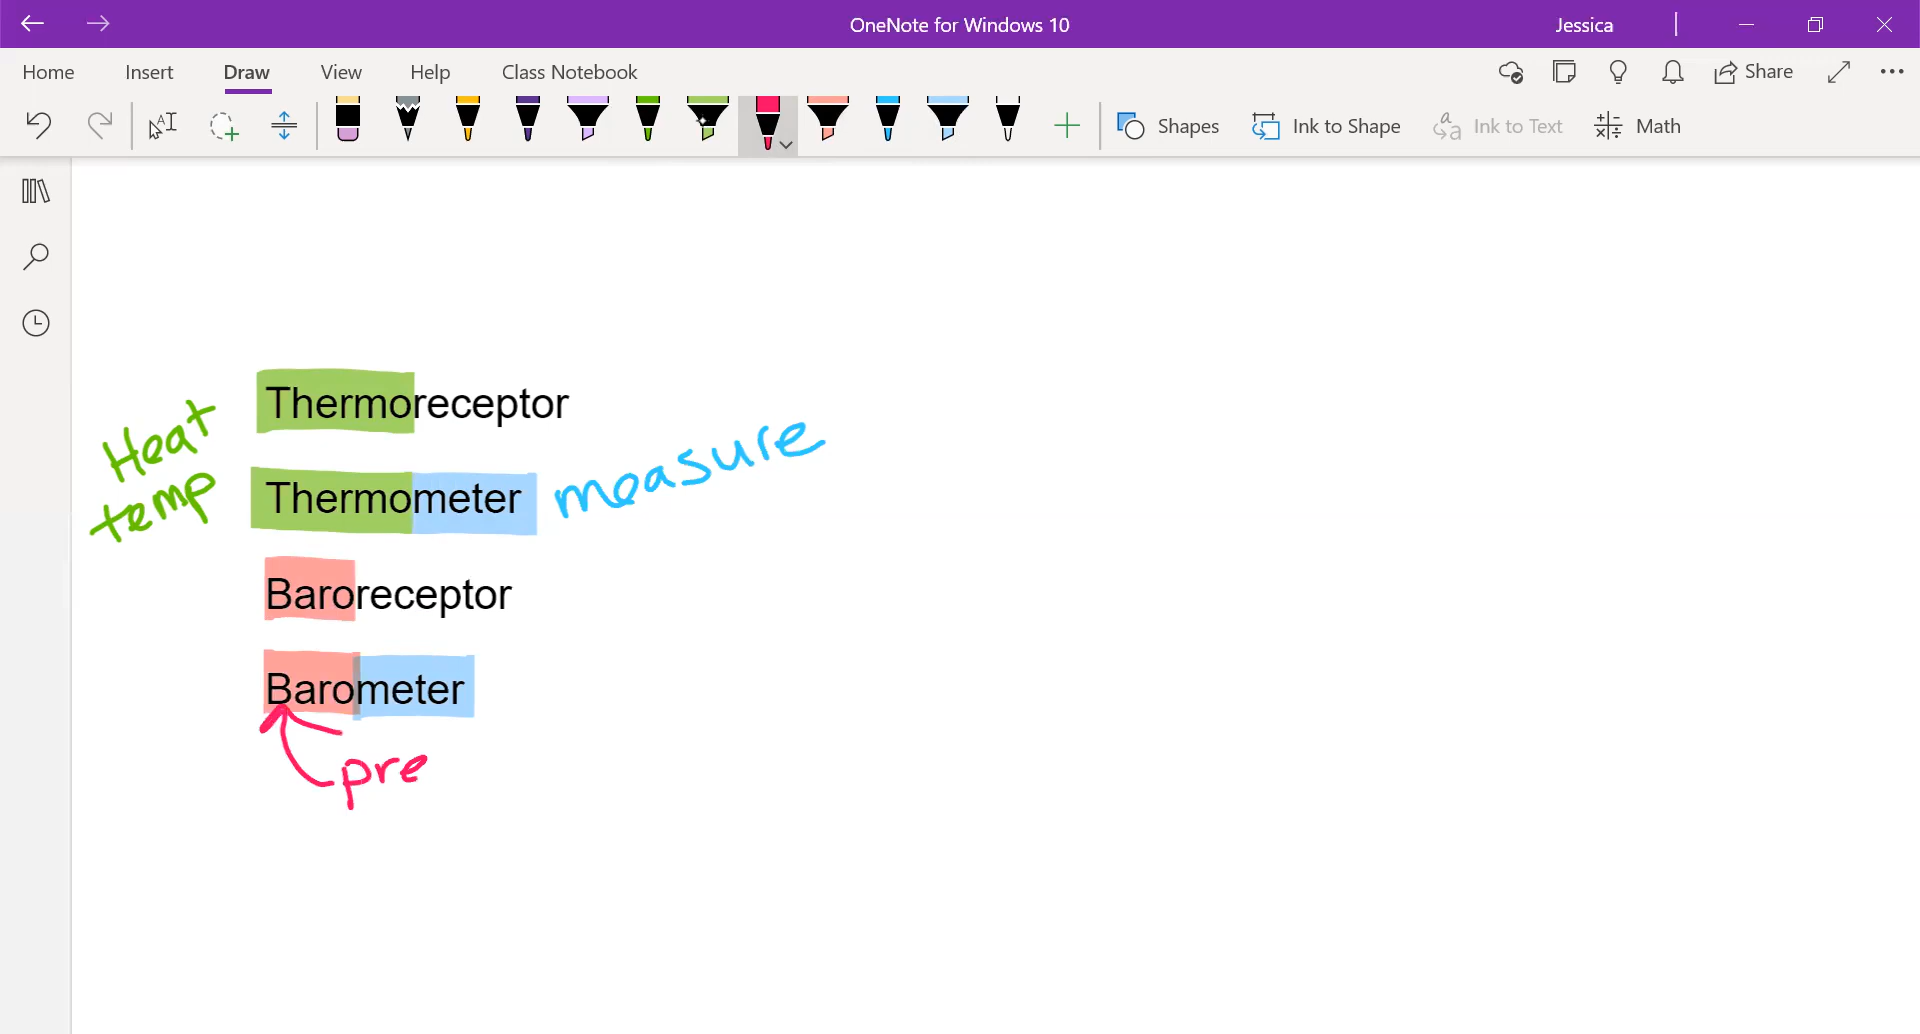 OneNote for Windows 10
Jessica
Home Insert Draw View Help Class Notebook
Share
Shapes Ink to Shape Ink to Text Math
Thermoreceptor
Heat
temp
Thermometer measure
Baroreceptor
Barometer
pre